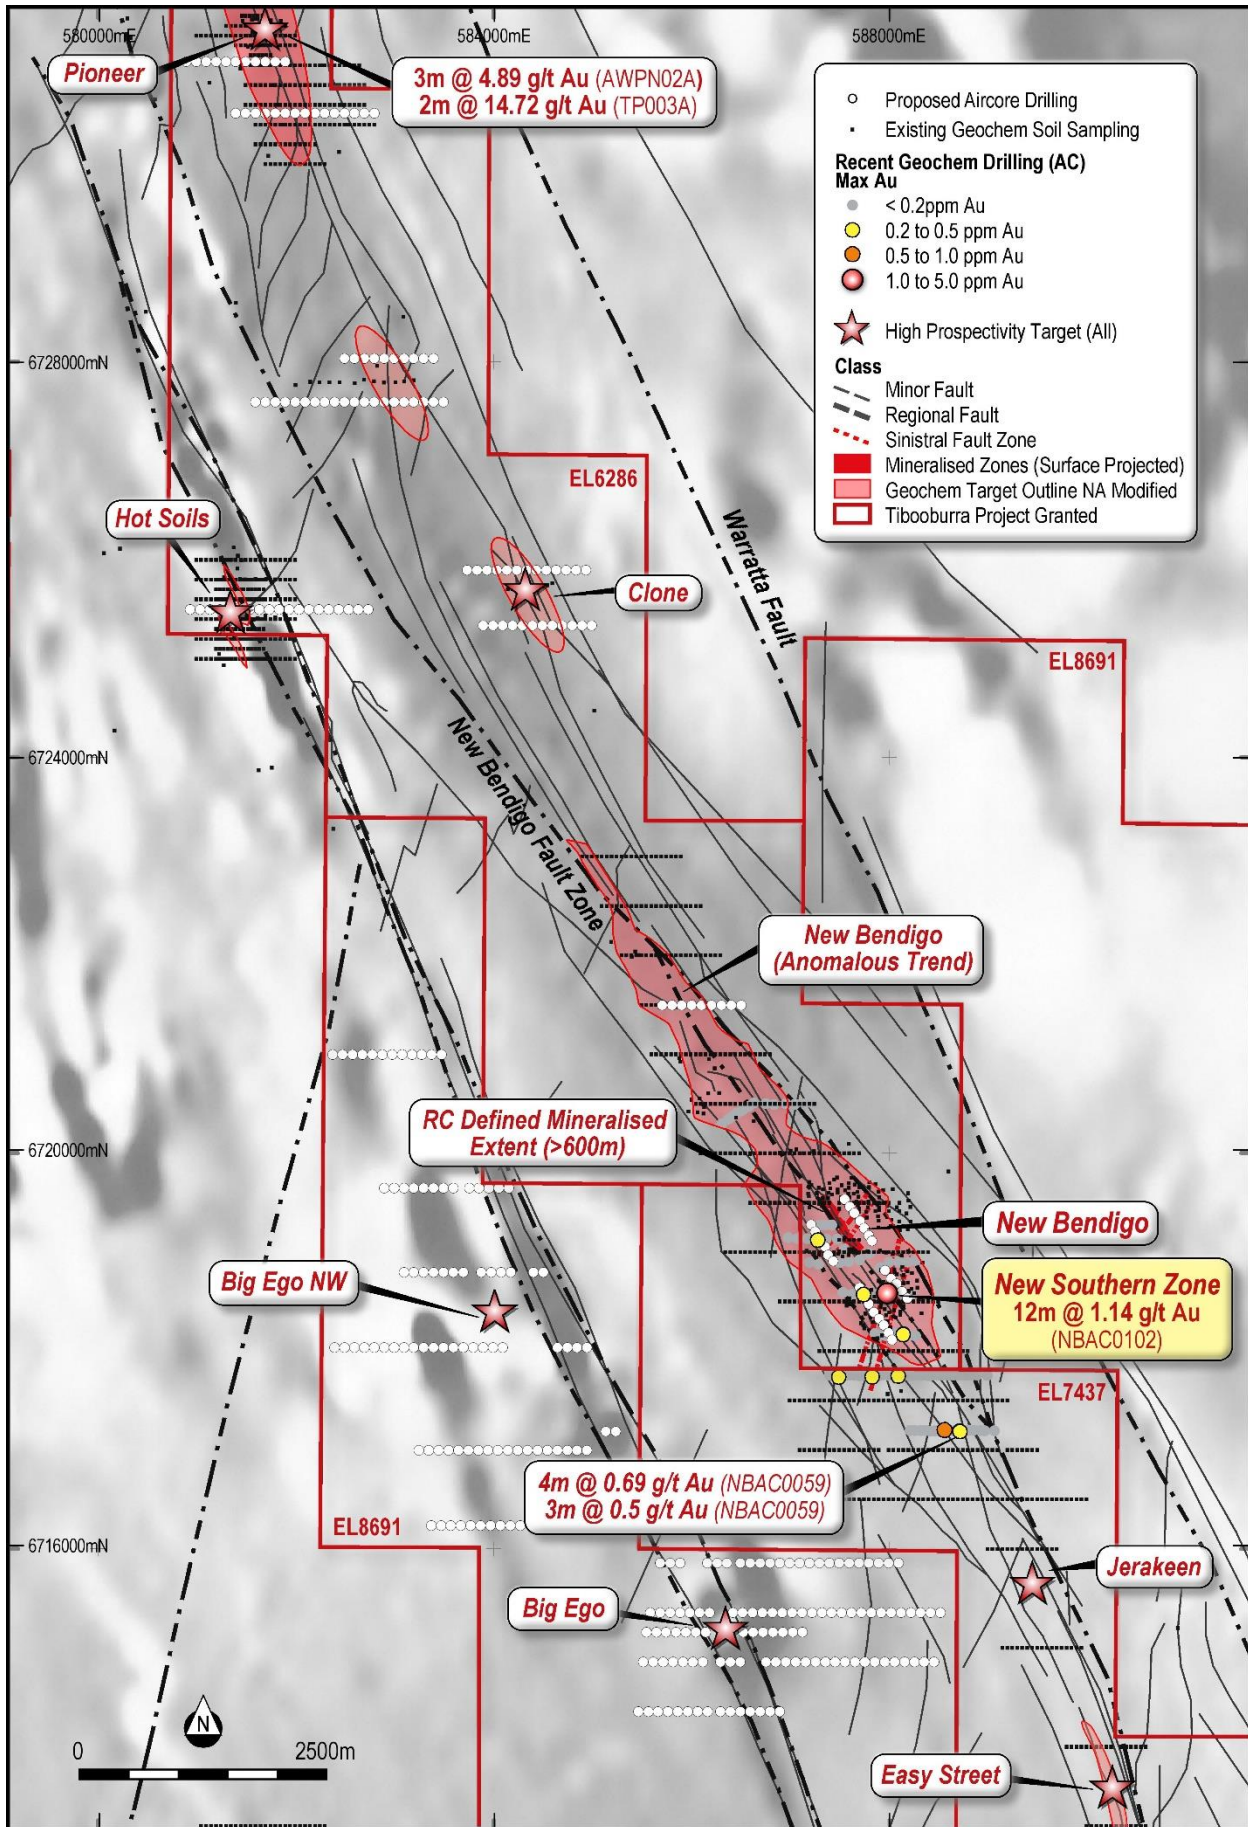 580000mE
584000mE
588000mE
Pioneer
3m @ 4.89 g/t Au (AWPN02A)
2m @ 14.72 g/t Au (TP003A)
Proposed Aircore Drilling
Existing Geochem Soil Sampling
Recent Geochem Drilling (AC)
Max Au
< 0.2ppm Au
0.2 to 0.5 ppm Au
0.5 to 1.0 ppm Au
1.0 to 5.0 ppm Au
High Prospectivity Target (All)
Class
Minor Fault
Regional Fault
Sinistral Fault Zone
Mineralised Zones (Surface Projected)
Geochem Target Outline NA Modified
Tibooburra Project Granted
6728000mN
EL6286
Hot Soils
Warratta Fault
Clone
EL8691
6724000mN
New Bendigo Fault Zone
New Bendigo
(Anomalous Trend)
RC Defined Mineralised
Extent (>600m)
6720000mN
New Bendigo
Big Ego NW
New Southern Zone
12m @ 1.14 g/t Au
(NBAC0102)
EL7437
4m @ 0.69 g/t Au (NBAC0059)
3m @ 0.5 g/t Au (NBAC0059)
EL8691
6716000mN
Jerakeen
Big Ego
N
0
2500m
Easy Street